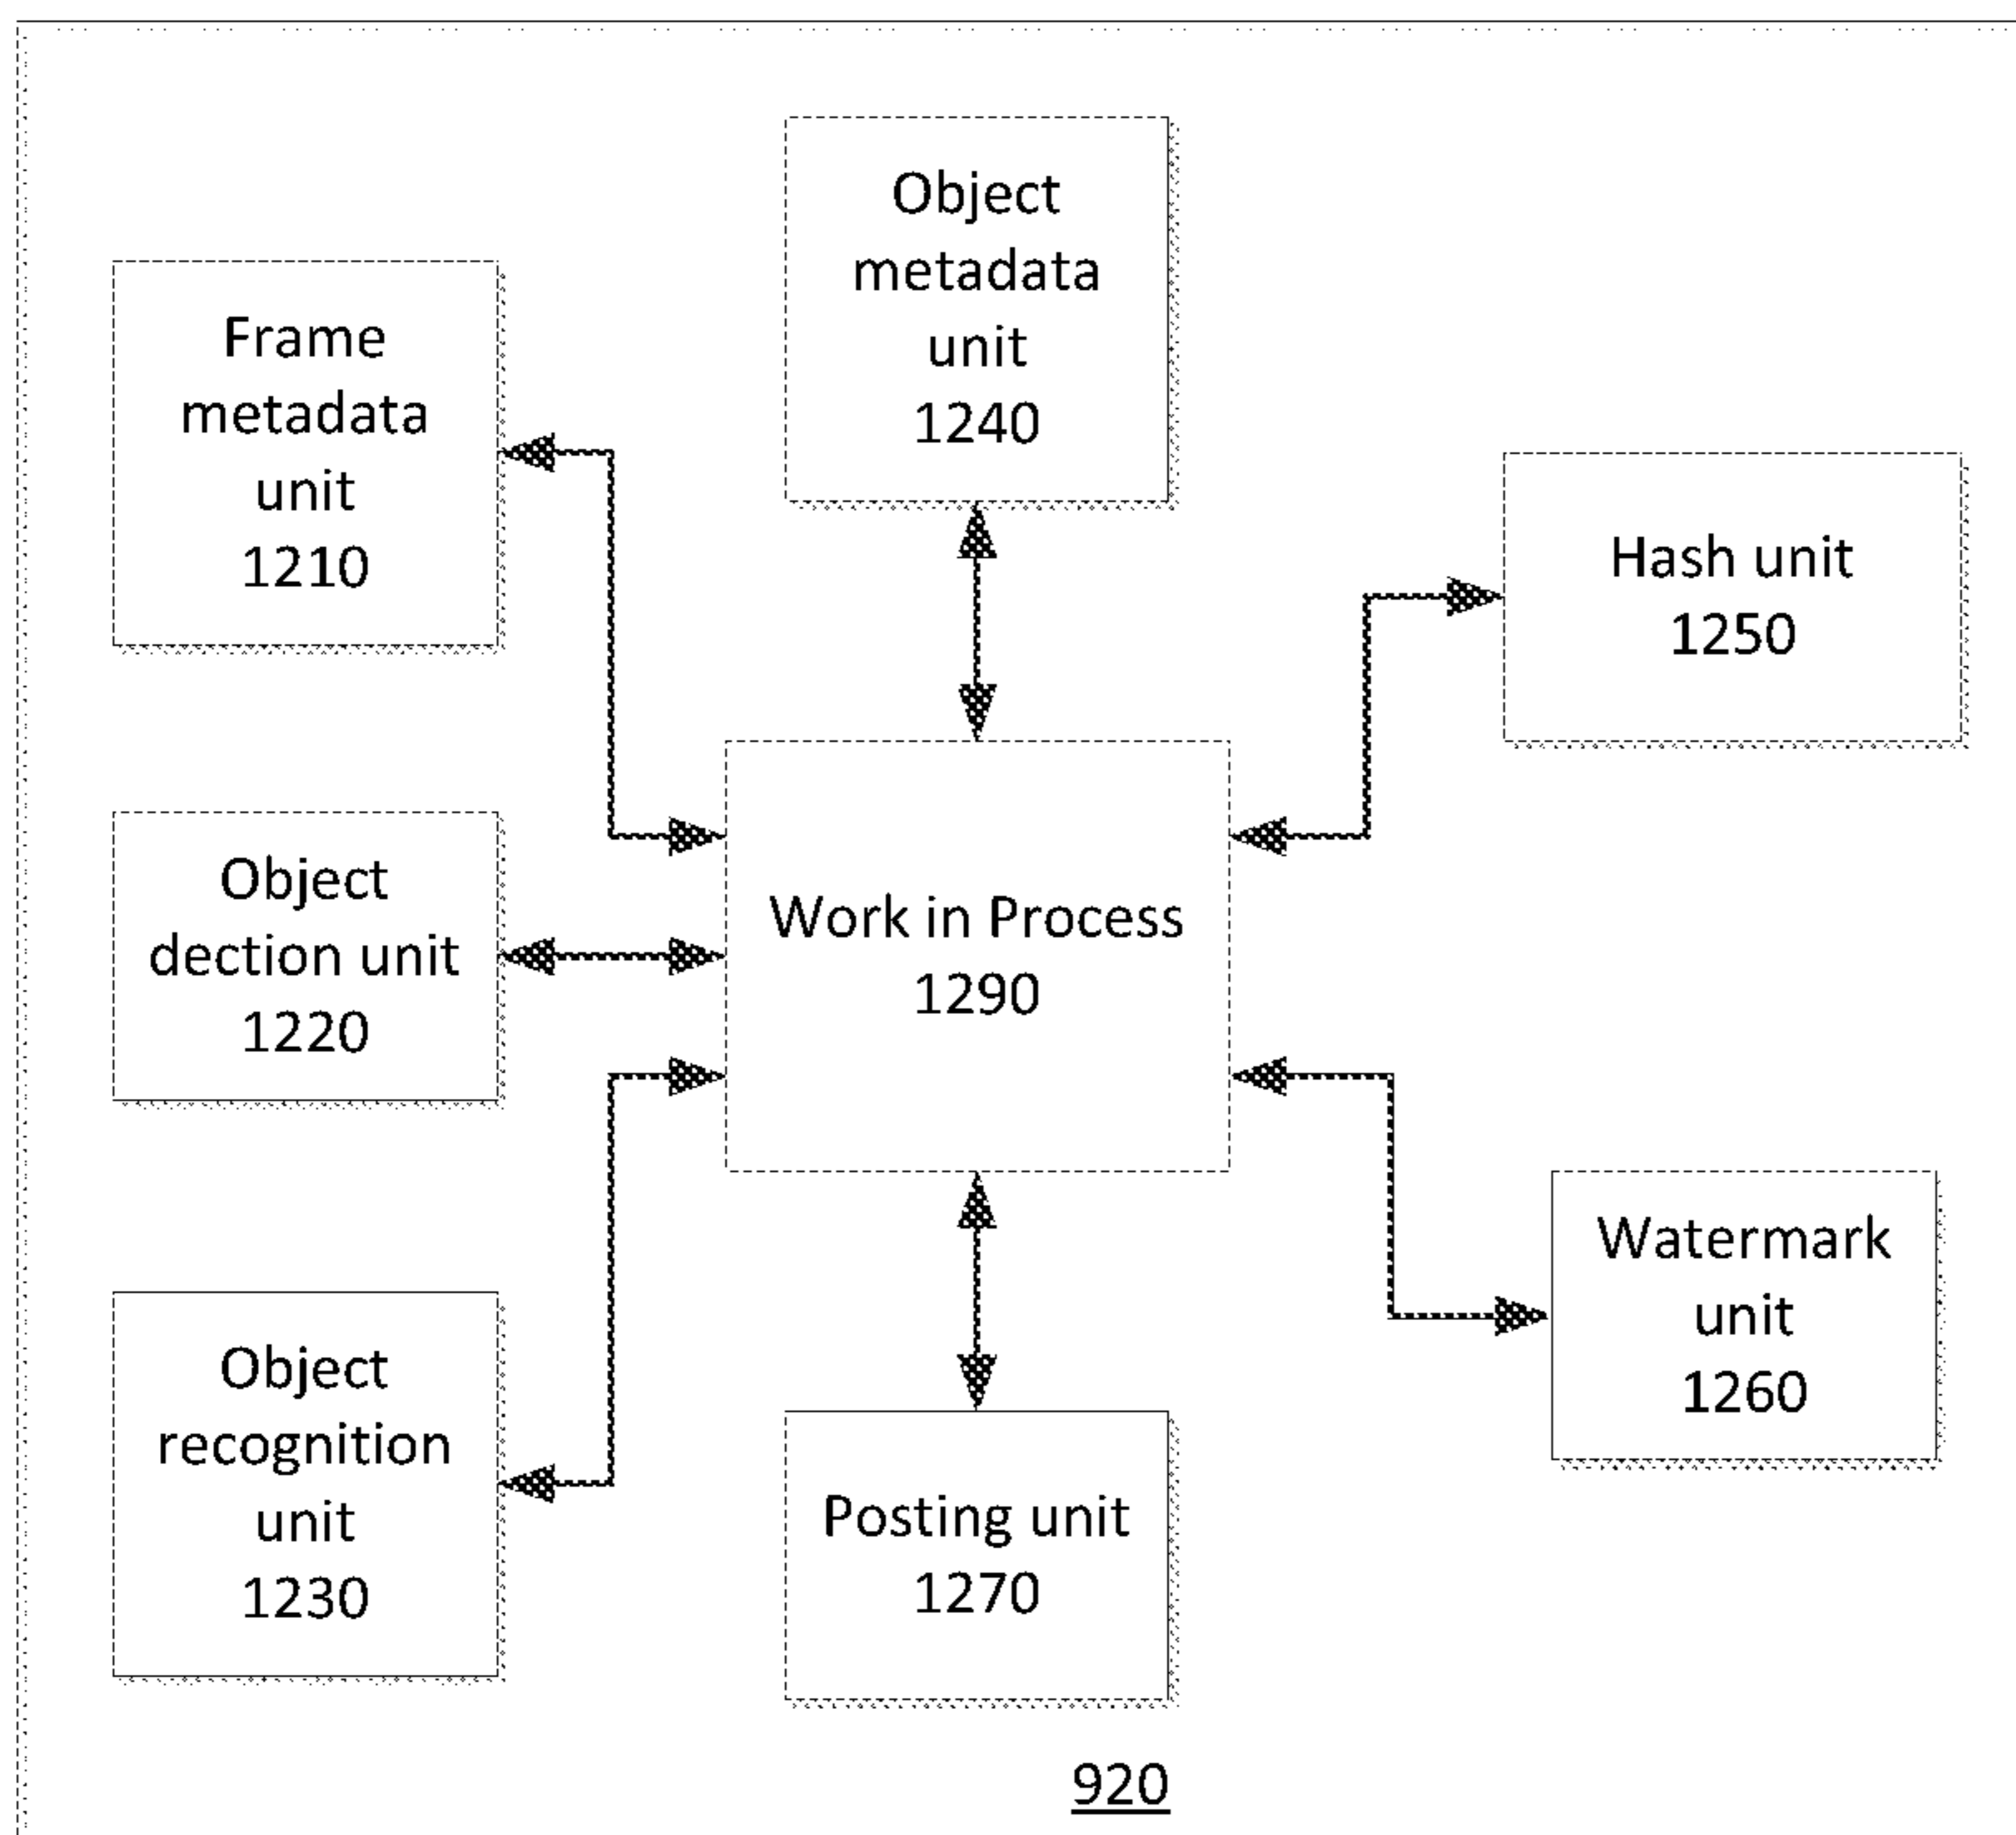 Object
metadata
unit
1240
Frame
metadata
unit
1210
Hash unit
1250
Object
dection unit
1220
Work in Process
1290
Watermark
unit
1260
Object
recognition
unit
1230
Posting unit
1270
920